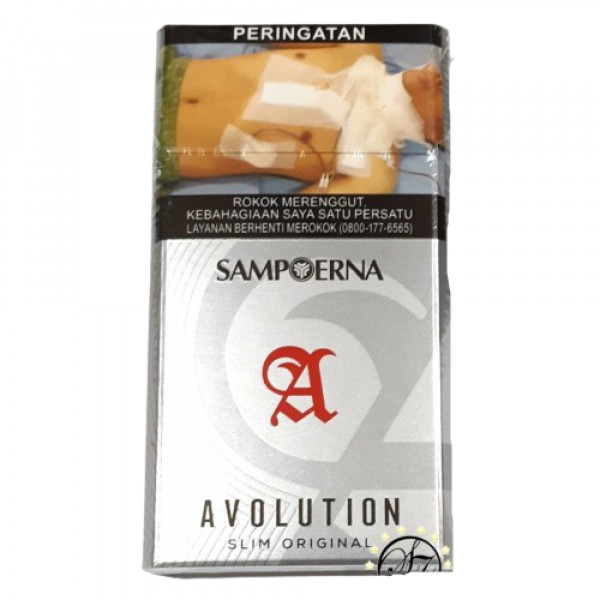 PERINGATAN
ROKOK MERENGGUT,
KEBAHAGIAAN SAYA SATU PERSATU
LAYANAN BERHENTI MEROKOK (0800-177-6565)
SAMPOERNA
A
AVOLUTION
SLIM ORIGINAL